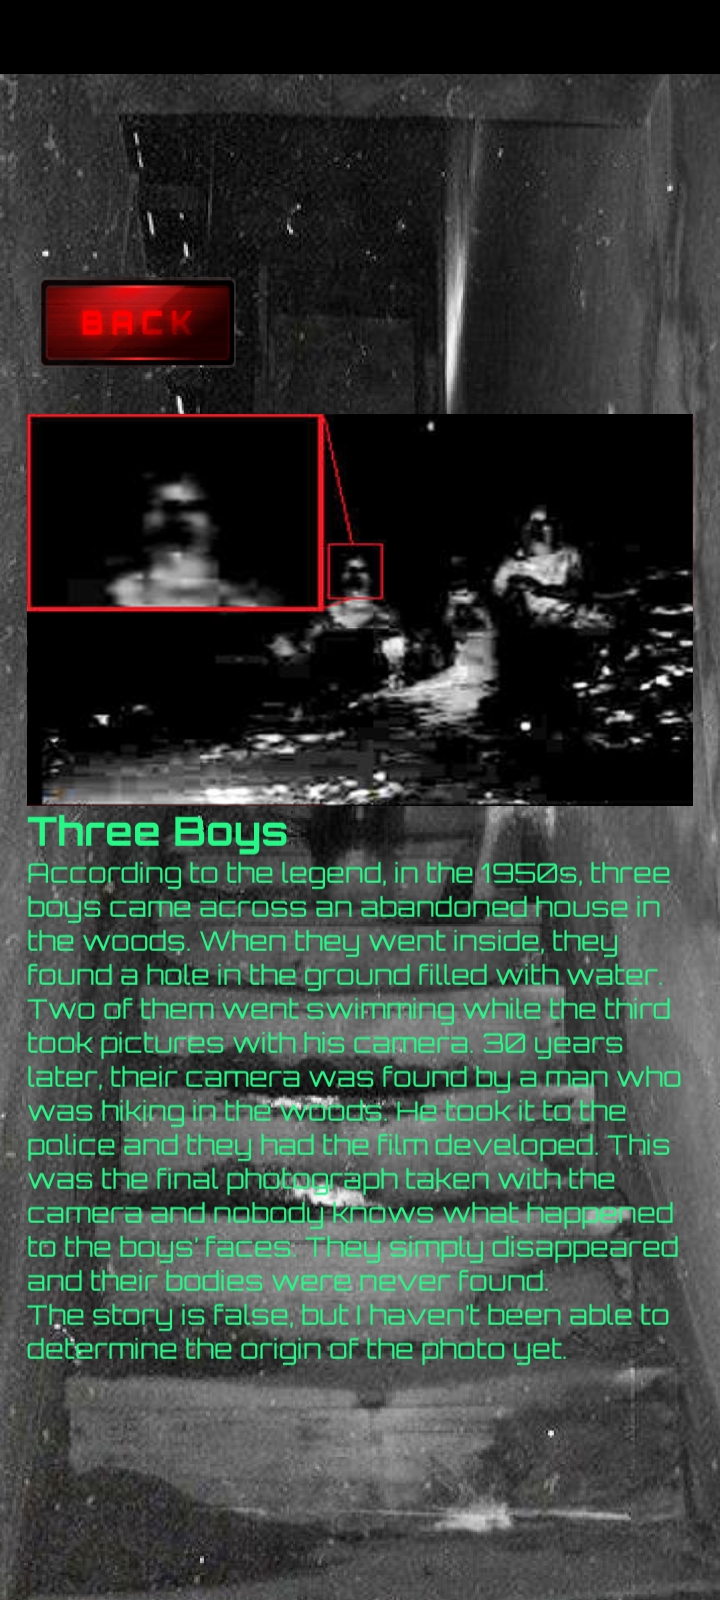 BACK
Three Boys
According to the legend, in the 1950s, three
boys came across an abandoned house in
the woods. When they went inside, they
found a hole in the ground filled with water.
Two of them went swimming while the third
took pictures with his camera. 30 years
later, their camera was found by a man who
was hiking in the woods. He took it to the
police and they had the film developed. This
was the final photograph taken with the
camera and nobody knows what happened
to the boys' faces. They simply disappeared
and their bodies were never found.
The story is false, but I haven't been able to
determine the origin of the photo yet.